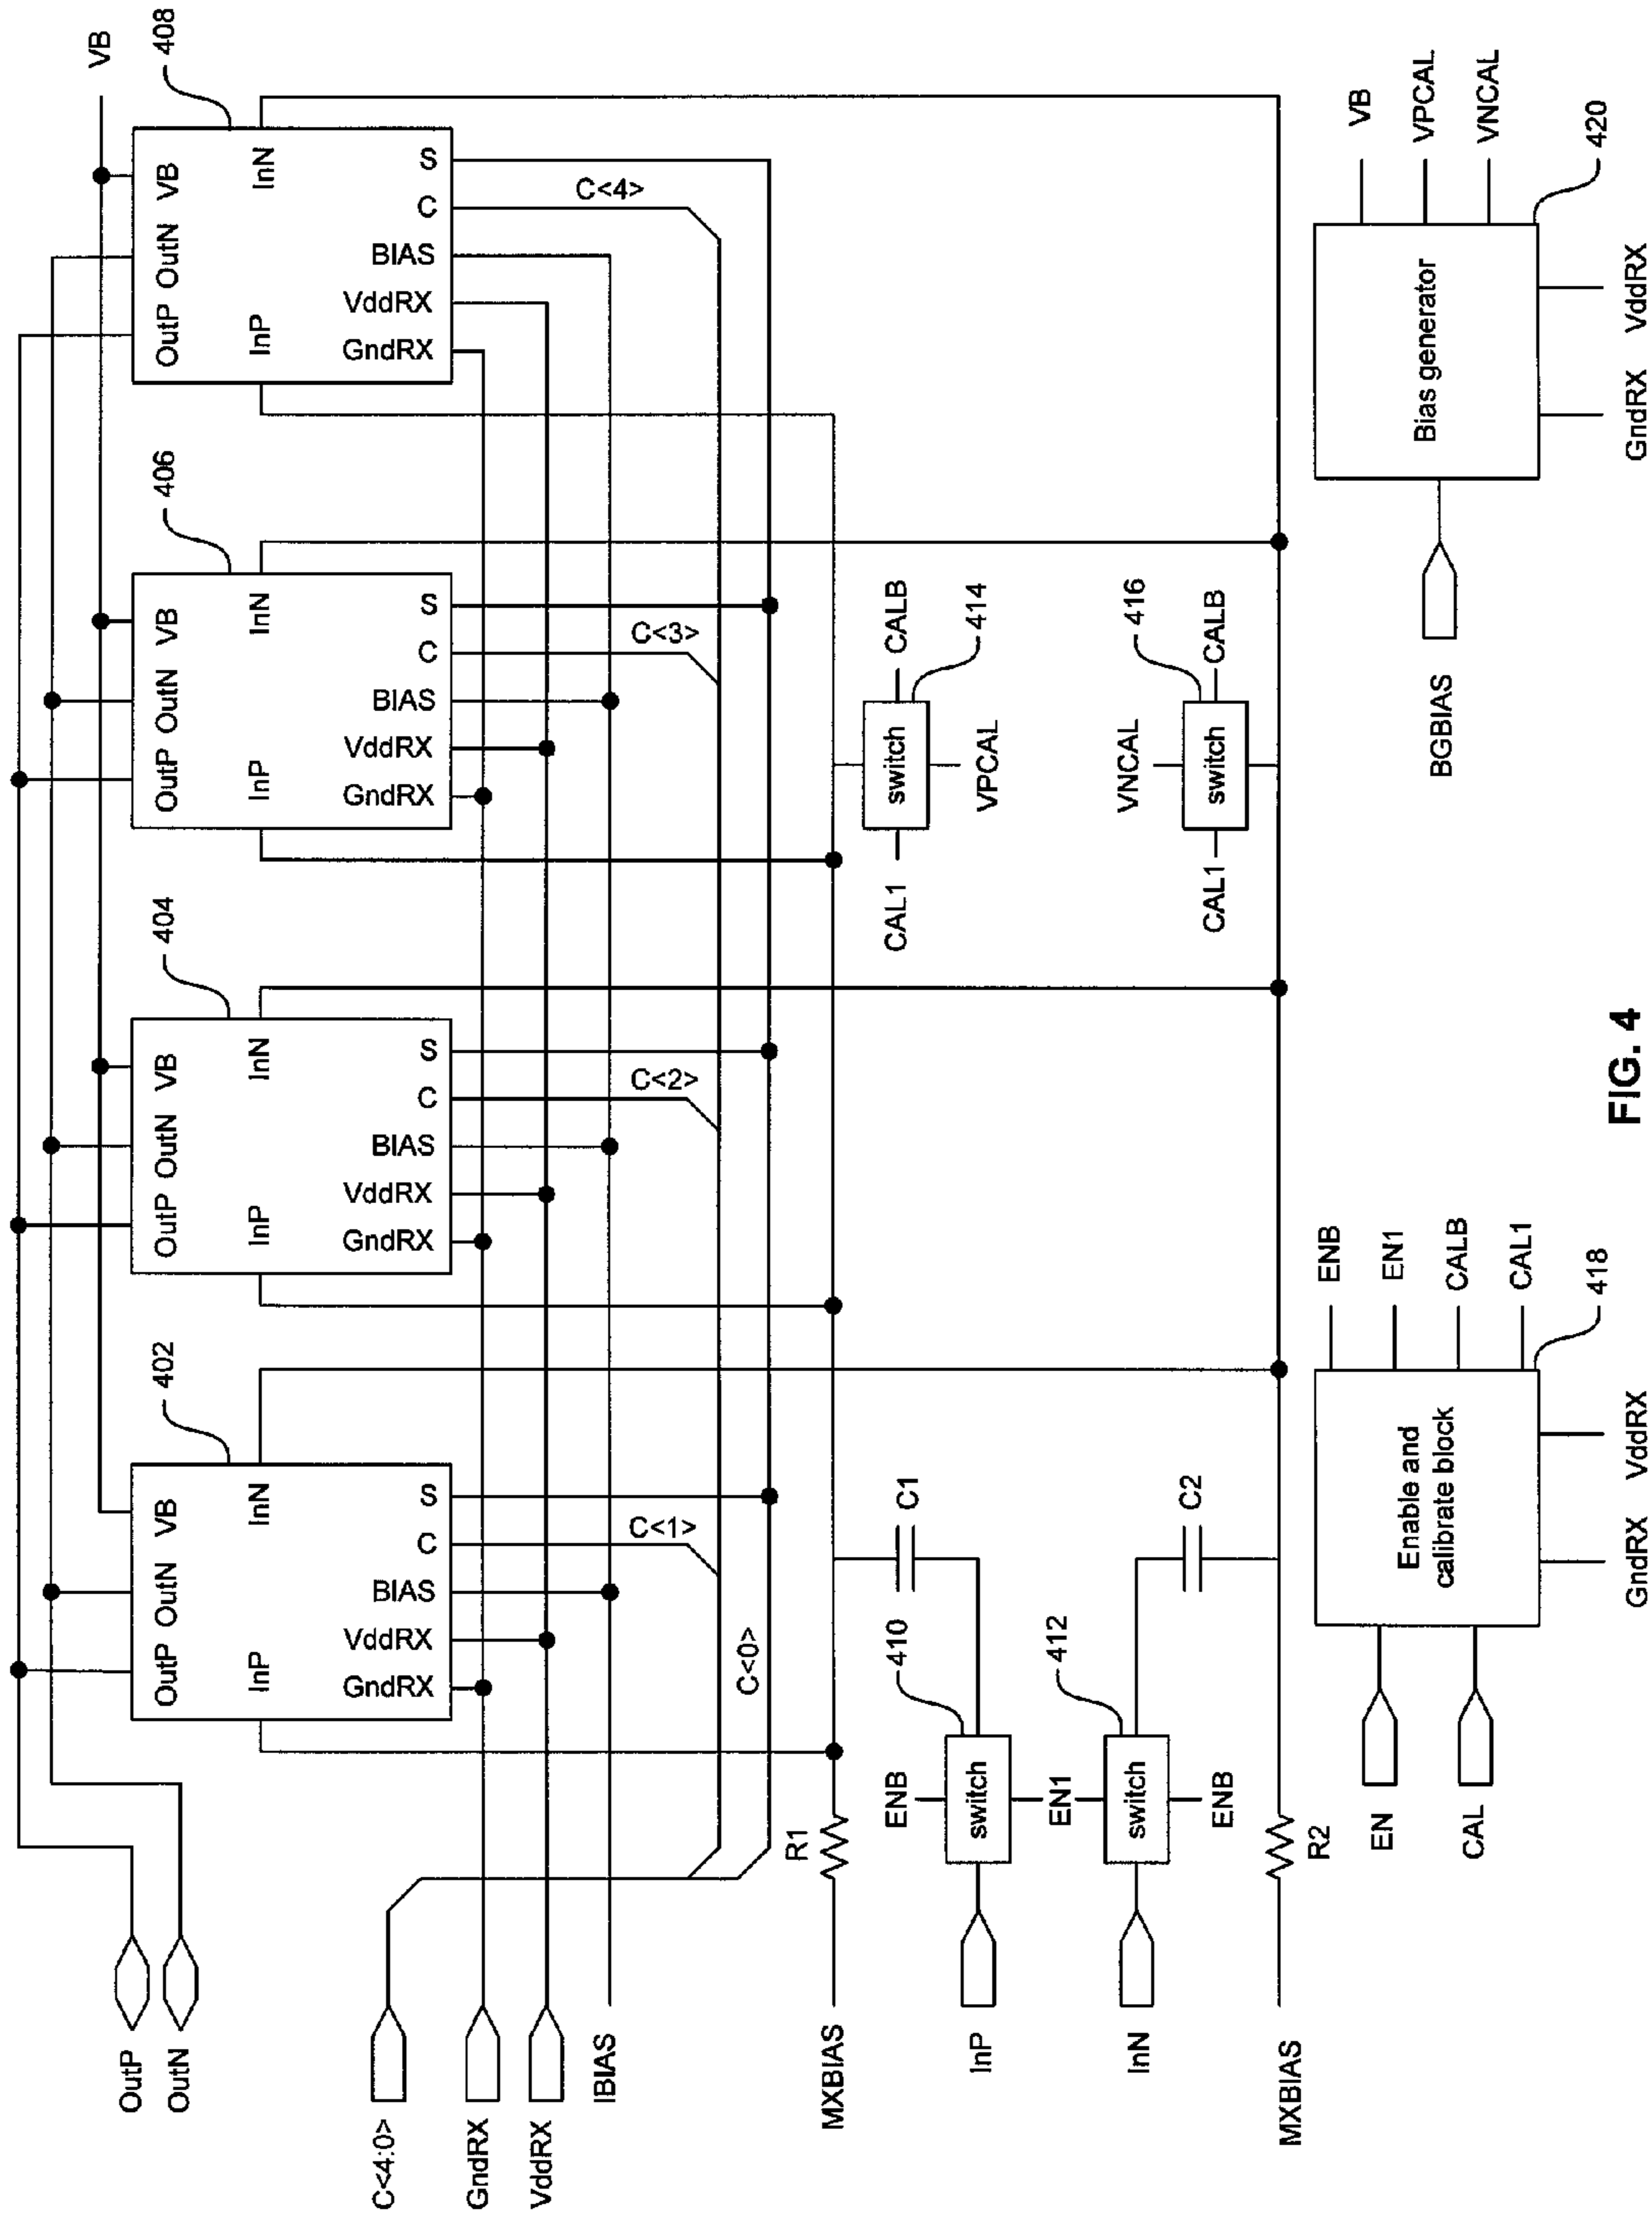 VB
402
404
406
408
OutP OutN VB
InP InN
GndRX VddRX BIAS C S
OutP OutN VB
InP InN
GndRX VddRX BIAS C S
OutP OutN VB
InP InN
GndRX VddRX BIAS C S
OutP OutN VB
InP InN
GndRX VddRX BIAS C S
OutP
OutN
C<1>
C<2>
C<3>
C<4>
C<0>
C<4:0>
GndRX
VddRX
IBIAS
MXBIAS
R1
C1
410
ENB
switch
InP
EN1
412
switch
InN
ENB
C2
MXBIAS
R2
CAL1
switch
CALB
414
VPCAL
VNCAL
416
CAL1
switch
CALB
EN
CAL
Enable and
calibrate block
ENB
EN1
CALB
CAL1
418
GndRX VddRX
BGBIAS
Bias generator
VB
VPCAL
VNCAL
420
GndRX VddRX
FIG. 4